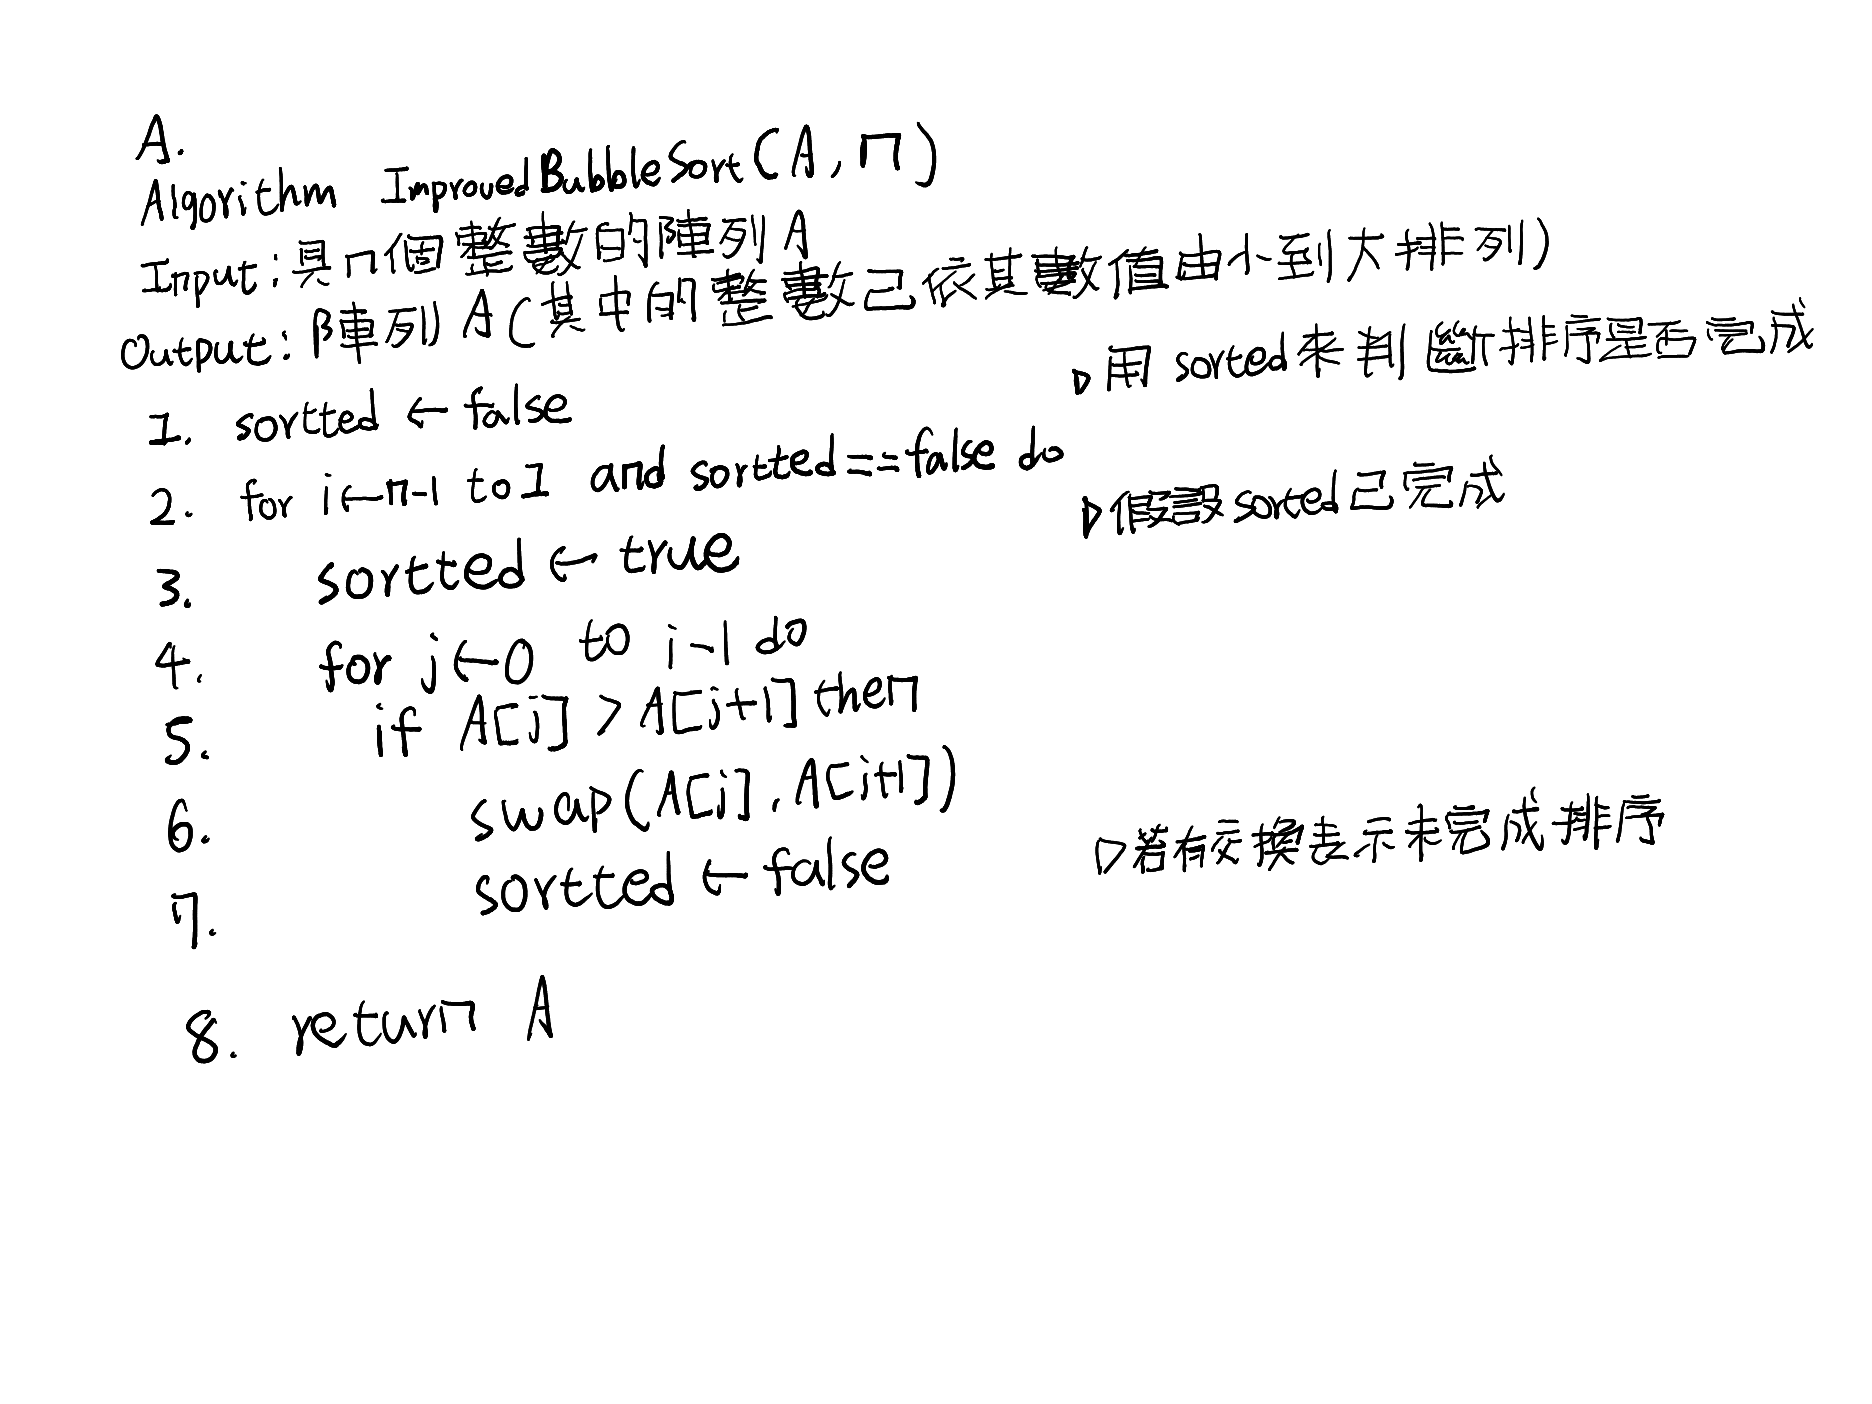 A.
Algorithm ImprovedBubbleSort(A, n)
Input:具n個整數的陣列A
Output:陣列A(其中的整數己依其數值由小到大排列)
1. sortted ← false ▷用sorted來判斷排序是否完成
2. for i←n-1 to 1 and sortted==false do
3. sortted ← true ▷假設sorted己完成
4. for j←0 to i-1 do
5. if A[j] > A[j+1] then
6. swap(A[j], A[j+1])
7. sortted ← false ▷若有交換表示未完成排序
8. return A